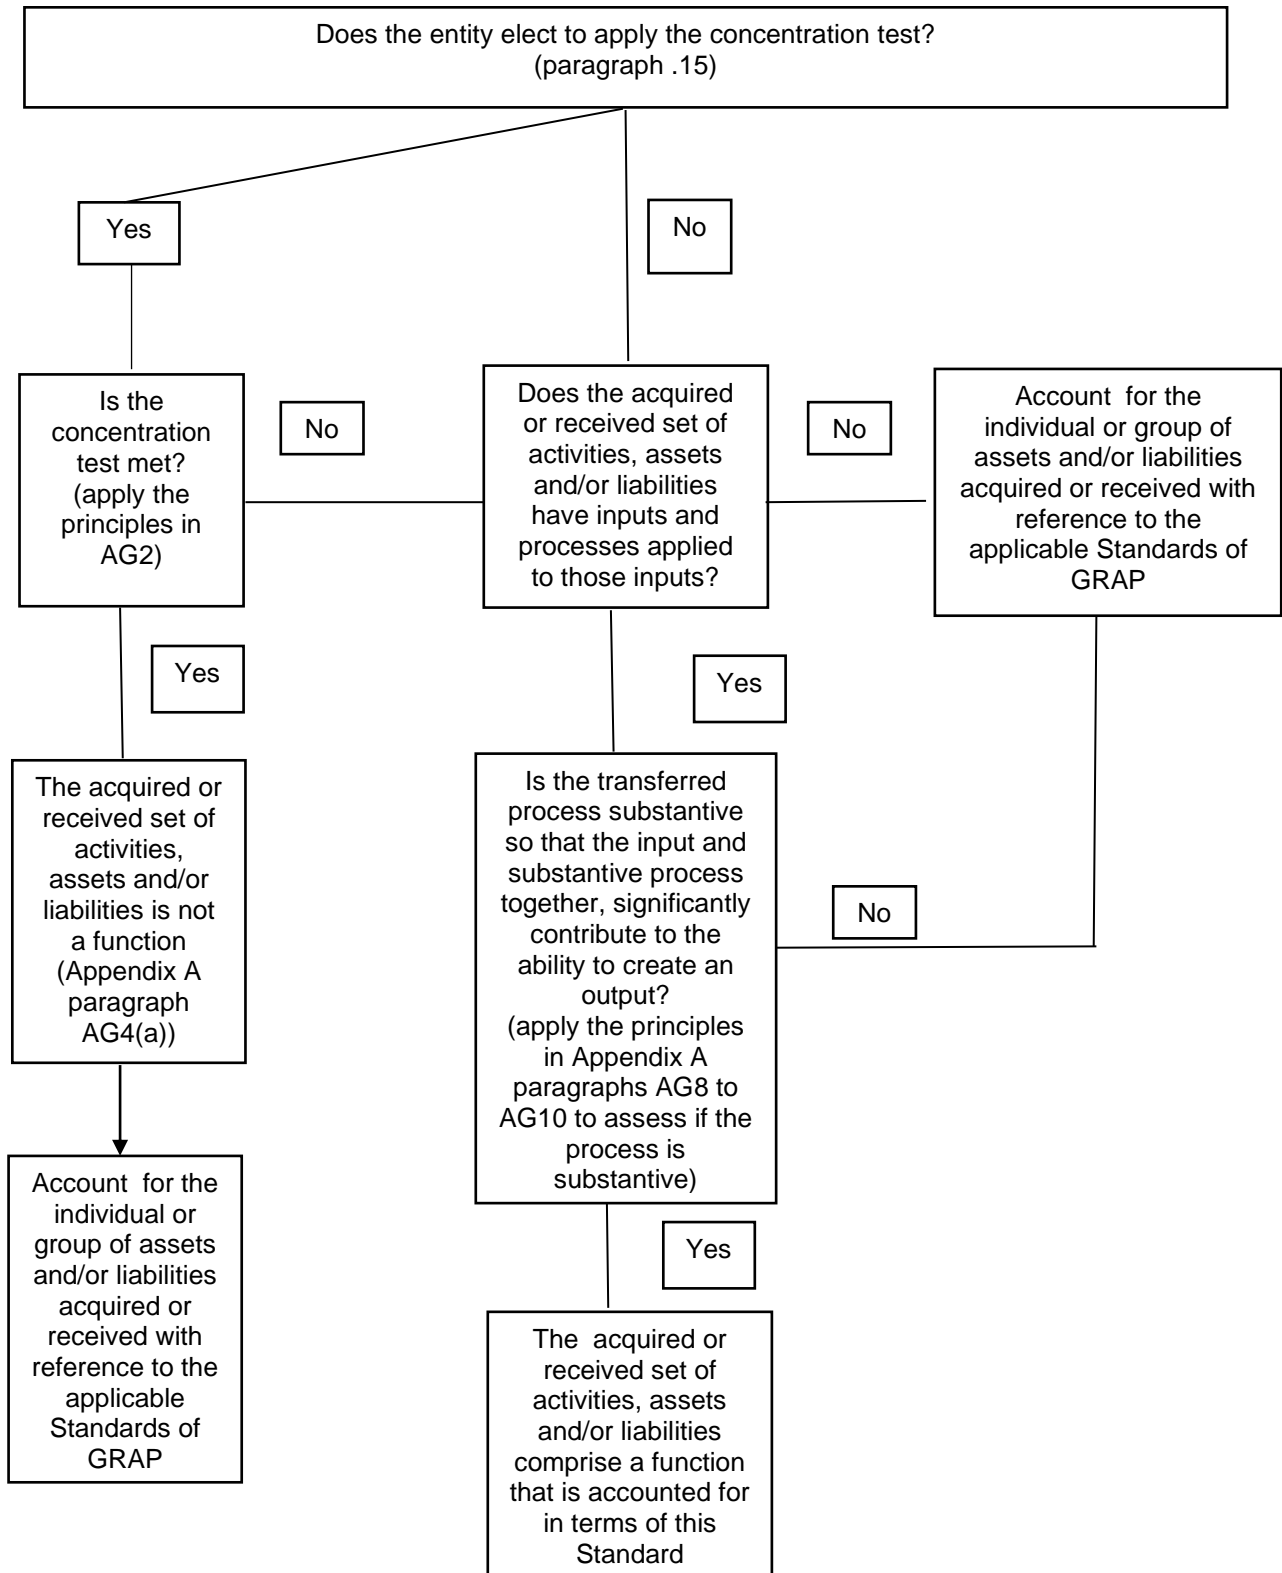 Does the entity elect to apply the concentration test?
(paragraph .15)
Yes
No
Is the
concentration
test met?
(apply the
principles in
AG2)
No
Does the acquired
or received set of
activities, assets
and/or liabilities
have inputs and
processes applied
to those inputs?
No
Account for the
individual or group of
assets and/or liabilities
acquired or received with
reference to the
applicable Standards of
GRAP
Yes
Yes
The acquired or
received set of
activities,
assets and/or
liabilities is not
a function
(Appendix A
paragraph
AG4(a))
Is the transferred
process substantive
so that the input and
substantive process
together, significantly
contribute to the
ability to create an
output?
(apply the principles
in Appendix A
paragraphs AG8 to
AG10 to assess if the
process is
substantive)
No
Account for the
individual or
group of assets
and/or liabilities
acquired or
received with
reference to the
applicable
Standards of
GRAP
Yes
The acquired or
received set of
activities, assets
and/or liabilities
comprise a function
that is accounted for
in terms of this
Standard